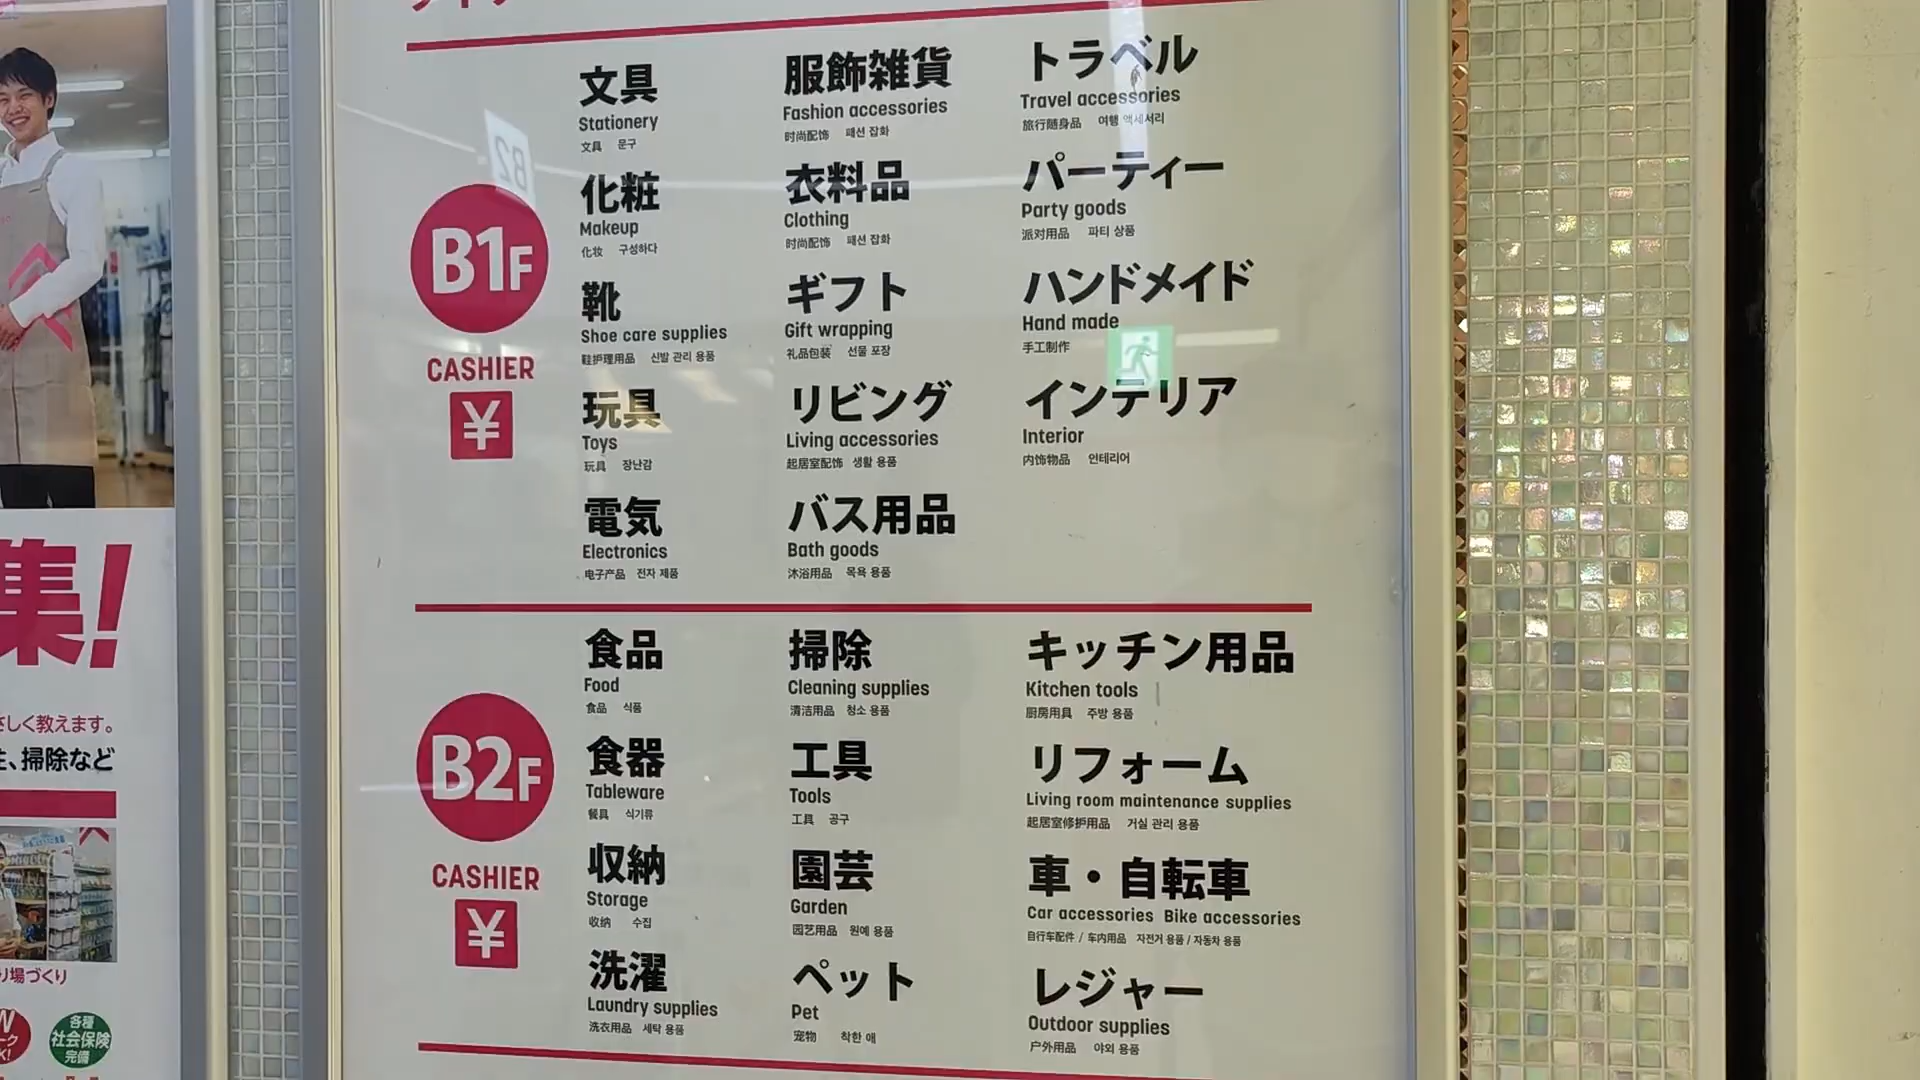 B1F
CASHIER
¥
文具
Stationery
文具 문구
化粧
Makeup
化妆 구성하다
靴
Shoe care supplies
鞋护理用品 신발 관리 용품
玩具
Toys
玩具 장난감
電気
Electronics
电子产品 전자 제품
服飾雑貨
Fashion accessories
时尚配饰 패션 잡화
衣料品
Clothing
时尚配饰 패션 잡화
ギフト
Gift wrapping
礼品包装 선물 포장
リビング
Living accessories
起居室配饰 생활 용품
バス用品
Bath goods
沐浴用品 목욕 용품
トラベル
Travel accessories
旅行随身品 여행 액세서리
パーティー
Party goods
派对用品 파티 상품
ハンドメイド
Hand made
手工制作
インテリア
Interior
内饰物品 인테리어
B2F
CASHIER
¥
食品
Food
食品 식품
食器
Tableware
餐具 식기류
収納
Storage
收纳 수집
洗濯
Laundry supplies
洗衣用品 세탁 용품
掃除
Cleaning supplies
清洁用品 청소 용품
工具
Tools
工具 공구
園芸
Garden
园艺用品 원예 용품
ペット
Pet
宠物 착한 애
キッチン用品
Kitchen tools
厨房用具 주방 용품
リフォーム
Living room maintenance supplies
起居室修护用品 거실 관리 용품
車・自転車
Car accessories Bike accessories
自行车配件 / 车内用品 자전거 용품 / 자동차 용품
レジャー
Outdoor supplies
户外用品 야외 용품
集!
さしく教えます。
、掃除など
り場づくり
各種
社会保険
完備
B2